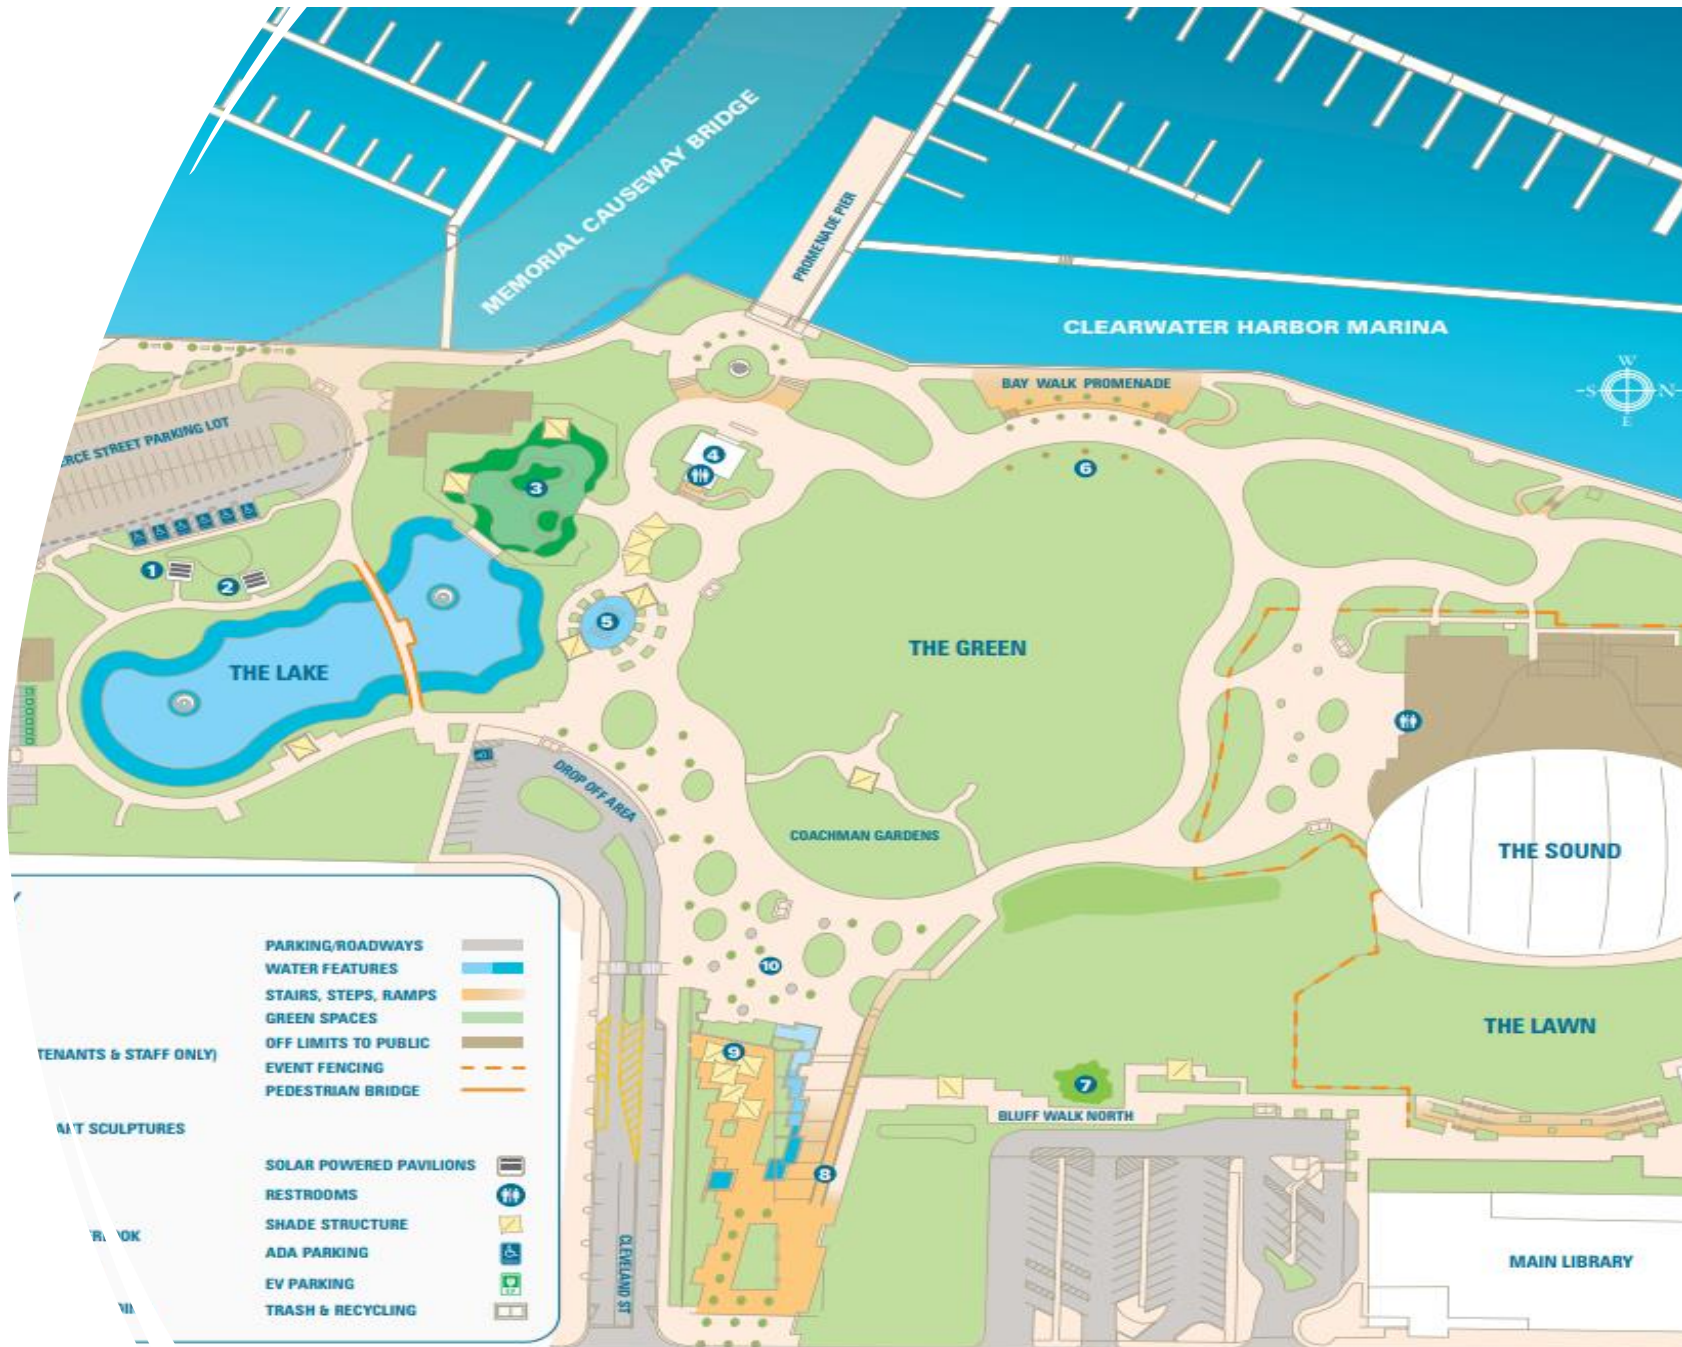 MEMORIAL CAUSEWAY BRIDGE
PROMENADE PIER
CLEARWATER HARBOR MARINA
W
S
N
E
BAY WALK PROMENADE
ERCE STREET PARKING LOT
4
6
3
1
2
5
THE LAKE
THE GREEN
DROP OFF AREA
COACHMAN GARDENS
THE SOUND
10
THE LAWN
9
7
BLUFF WALK NORTH
8
CLEVELAND ST
MAIN LIBRARY
PARKING/ROADWAYS
WATER FEATURES
STAIRS, STEPS, RAMPS
GREEN SPACES
OFF LIMITS TO PUBLIC
TENANTS & STAFF ONLY)
EVENT FENCING
PEDESTRIAN BRIDGE
SCULPTURES
SOLAR POWERED PAVILIONS
RESTROOMS
SHADE STRUCTURE
ADA PARKING
EV PARKING
TRASH & RECYCLING